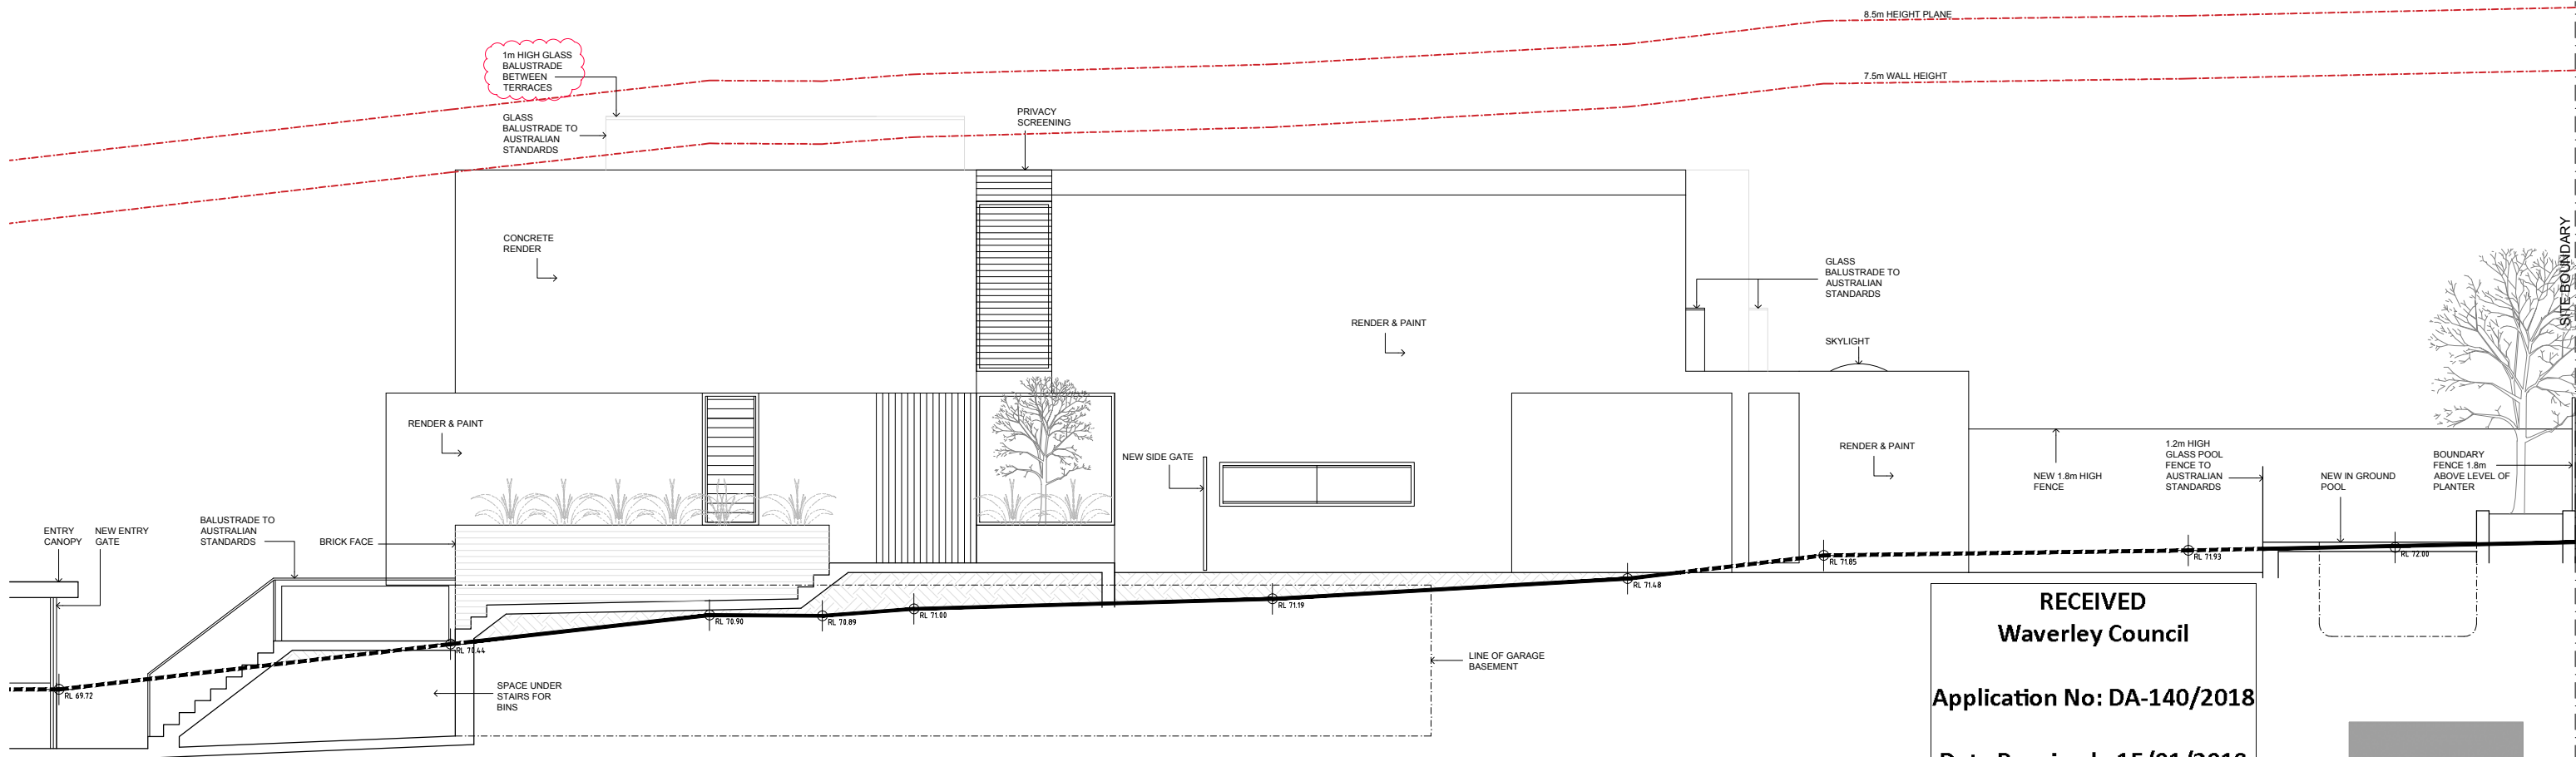 8.5m HEIGHT PLANE
7.5m WALL HEIGHT
1m HIGH GLASS
BALUSTRADE
BETWEEN
TERRACES
GLASS
BALUSTRADE TO
AUSTRALIAN
STANDARDS
PRIVACY
SCREENING
CONCRETE
RENDER
RENDER & PAINT
GLASS
BALUSTRADE TO
AUSTRALIAN
STANDARDS
SKYLIGHT
SITE BOUNDARY
RENDER & PAINT
NEW SIDE GATE
RENDER & PAINT
NEW 1.8m HIGH
FENCE
1.2m HIGH
GLASS POOL
FENCE TO
AUSTRALIAN
STANDARDS
NEW IN GROUND
POOL
BOUNDARY
FENCE 1.8m
ABOVE LEVEL OF
PLANTER
ENTRY
CANOPY
NEW ENTRY
GATE
BALUSTRADE TO
AUSTRALIAN
STANDARDS
BRICK FACE
RL 69.72
RL 70.44
RL 70.90
RL 70.89
RL 71.00
RL 71.19
RL 71.48
RL 71.85
RL 71.93
RL 72.00
SPACE UNDER
STAIRS FOR
BINS
LINE OF GARAGE
BASEMENT
RECEIVED
Waverley Council
Application No: DA-140/2018